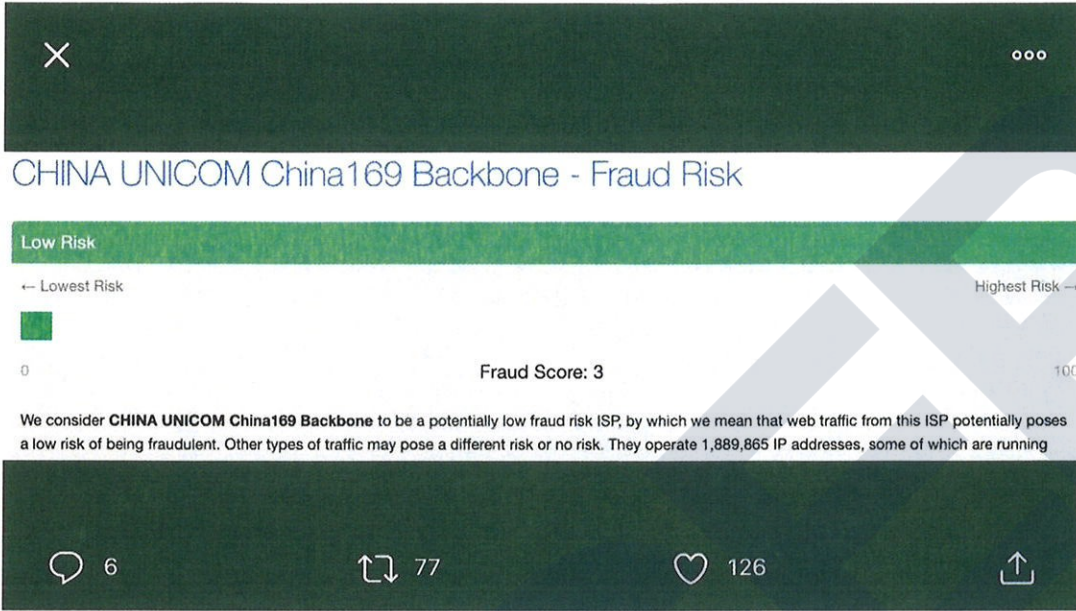 CHINA UNICOM China169 Backbone - Fraud Risk
Low Risk
← Lowest Risk
Highest Risk →
0
Fraud Score: 3
100
We consider CHINA UNICOM China169 Backbone to be a potentially low fraud risk ISP, by which we mean that web traffic from this ISP potentially poses
a low risk of being fraudulent. Other types of traffic may pose a different risk or no risk. They operate 1,889,865 IP addresses, some of which are running
6
77
126